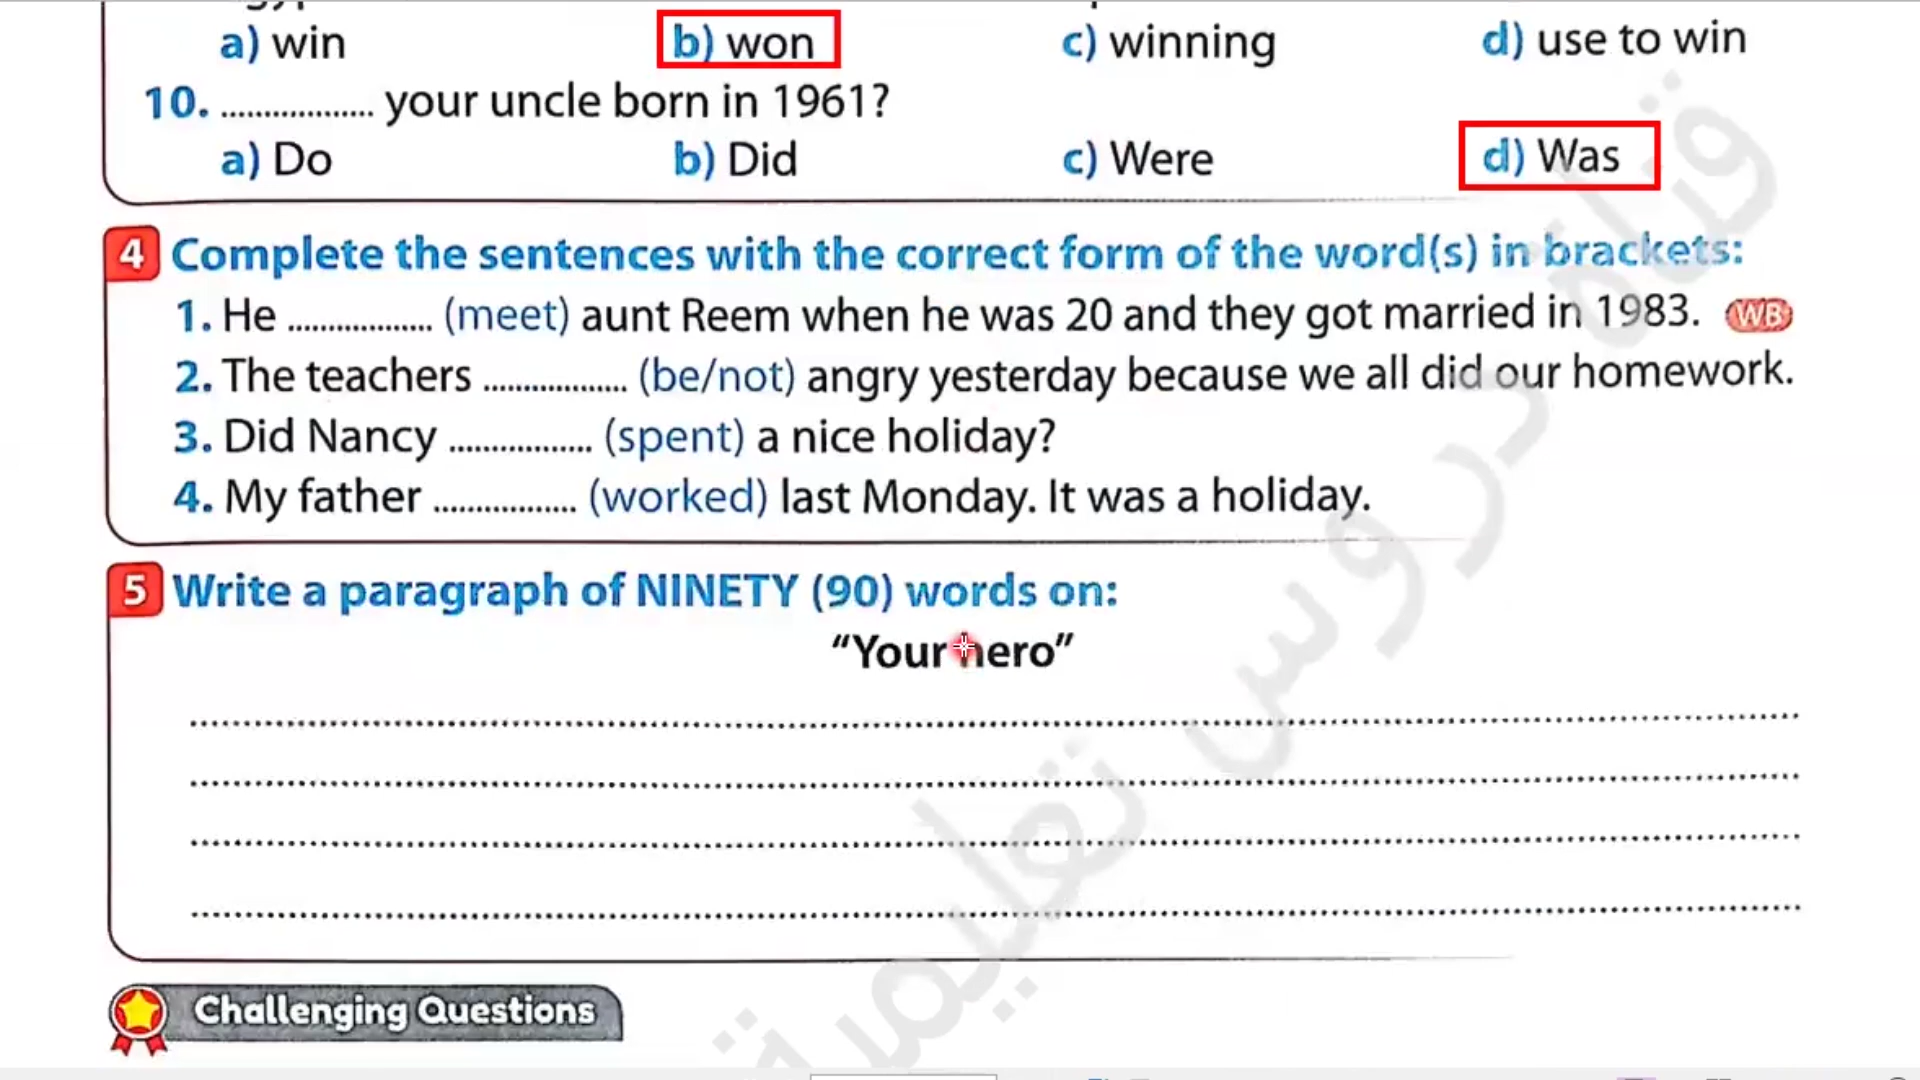 a) win b) won c) winning d) use to win
10. ................. your uncle born in 1961?
a) Do b) Did c) Were d) Was
4 Complete the sentences with the correct form of the word(s) in brackets:
1. He ................. (meet) aunt Reem when he was 20 and they got married in 1983. WB
2. The teachers ................. (be/not) angry yesterday because we all did our homework.
3. Did Nancy ................. (spent) a nice holiday?
4. My father ................. (worked) last Monday. It was a holiday.
5 Write a paragraph of NINETY (90) words on:
“Your hero”
Challenging Questions
قناة دروس تعليمية